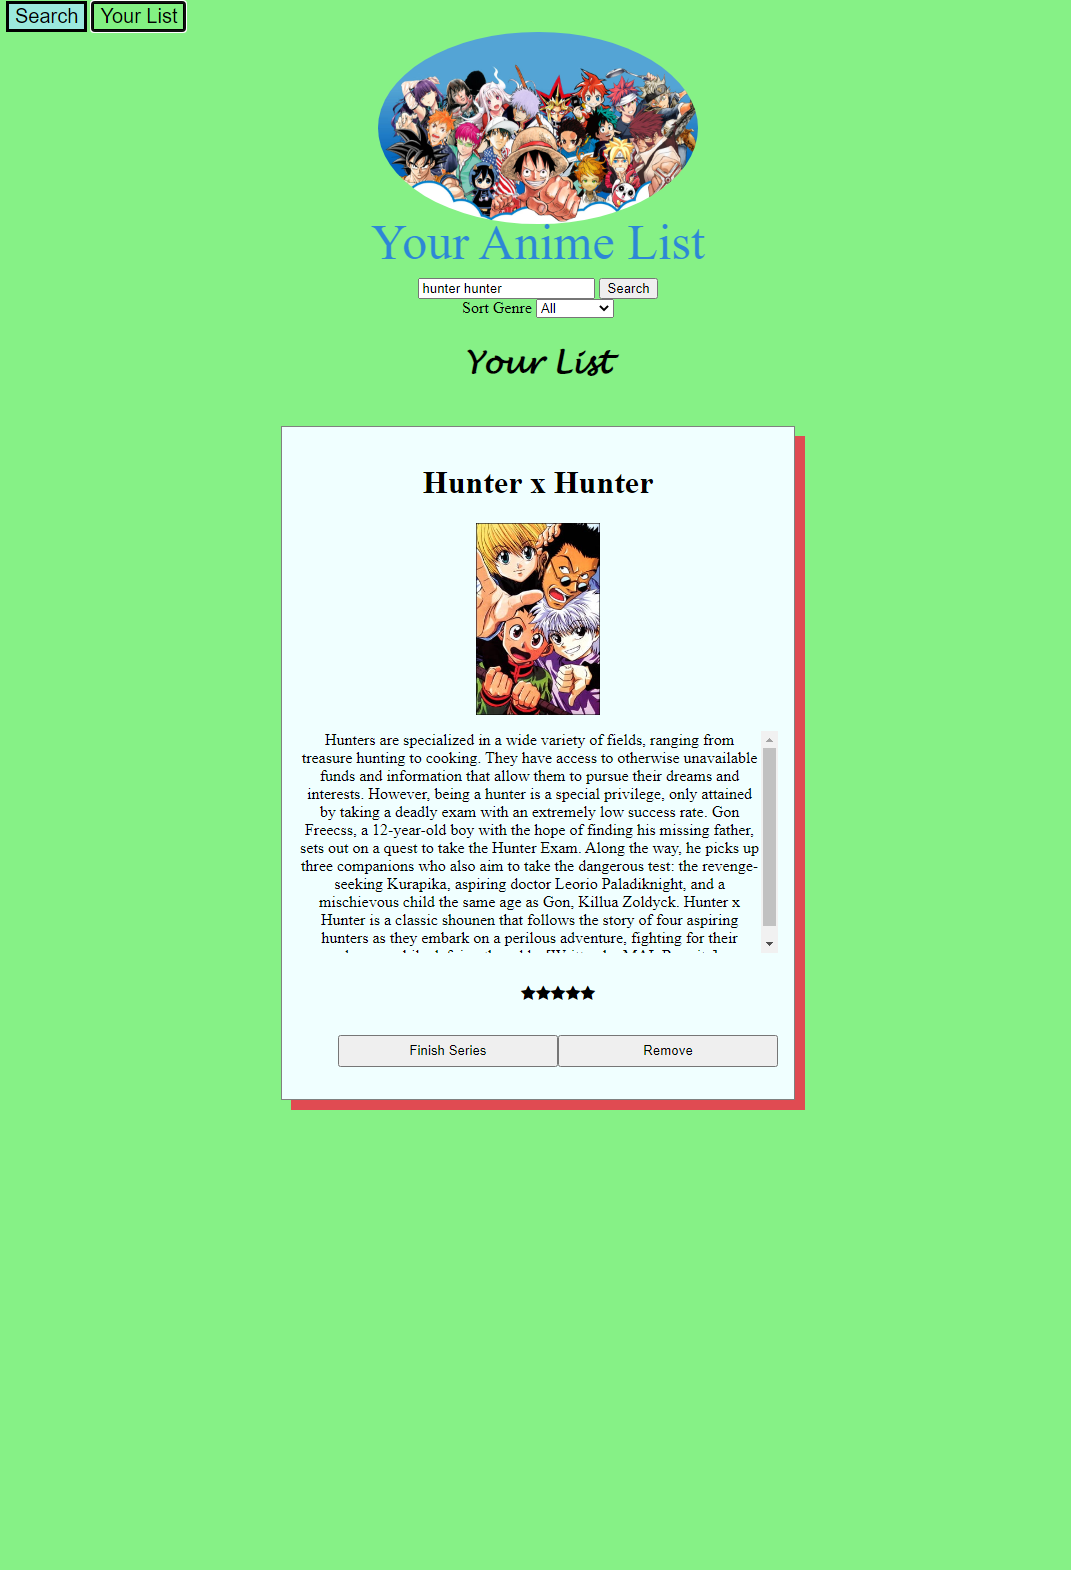 Search Your List
Your Anime List
hunter hunter Search
Sort Genre All
Your List
Hunter x Hunter
Hunters are specialized in a wide variety of fields, ranging from
treasure hunting to cooking. They have access to otherwise unavailable
funds and information that allow them to pursue their dreams and
interests. However, being a hunter is a special privilege, only attained
by taking a deadly exam with an extremely low success rate. Gon
Freecss, a 12-year-old boy with the hope of finding his missing father,
sets out on a quest to take the Hunter Exam. Along the way, he picks up
three companions who also aim to take the dangerous test: the revenge-
seeking Kurapika, aspiring doctor Leorio Paladiknight, and a
mischievous child the same age as Gon, Killua Zoldyck. Hunter x
Hunter is a classic shounen that follows the story of four aspiring
hunters as they embark on a perilous adventure, fighting for their
★★★★★
Finish Series Remove